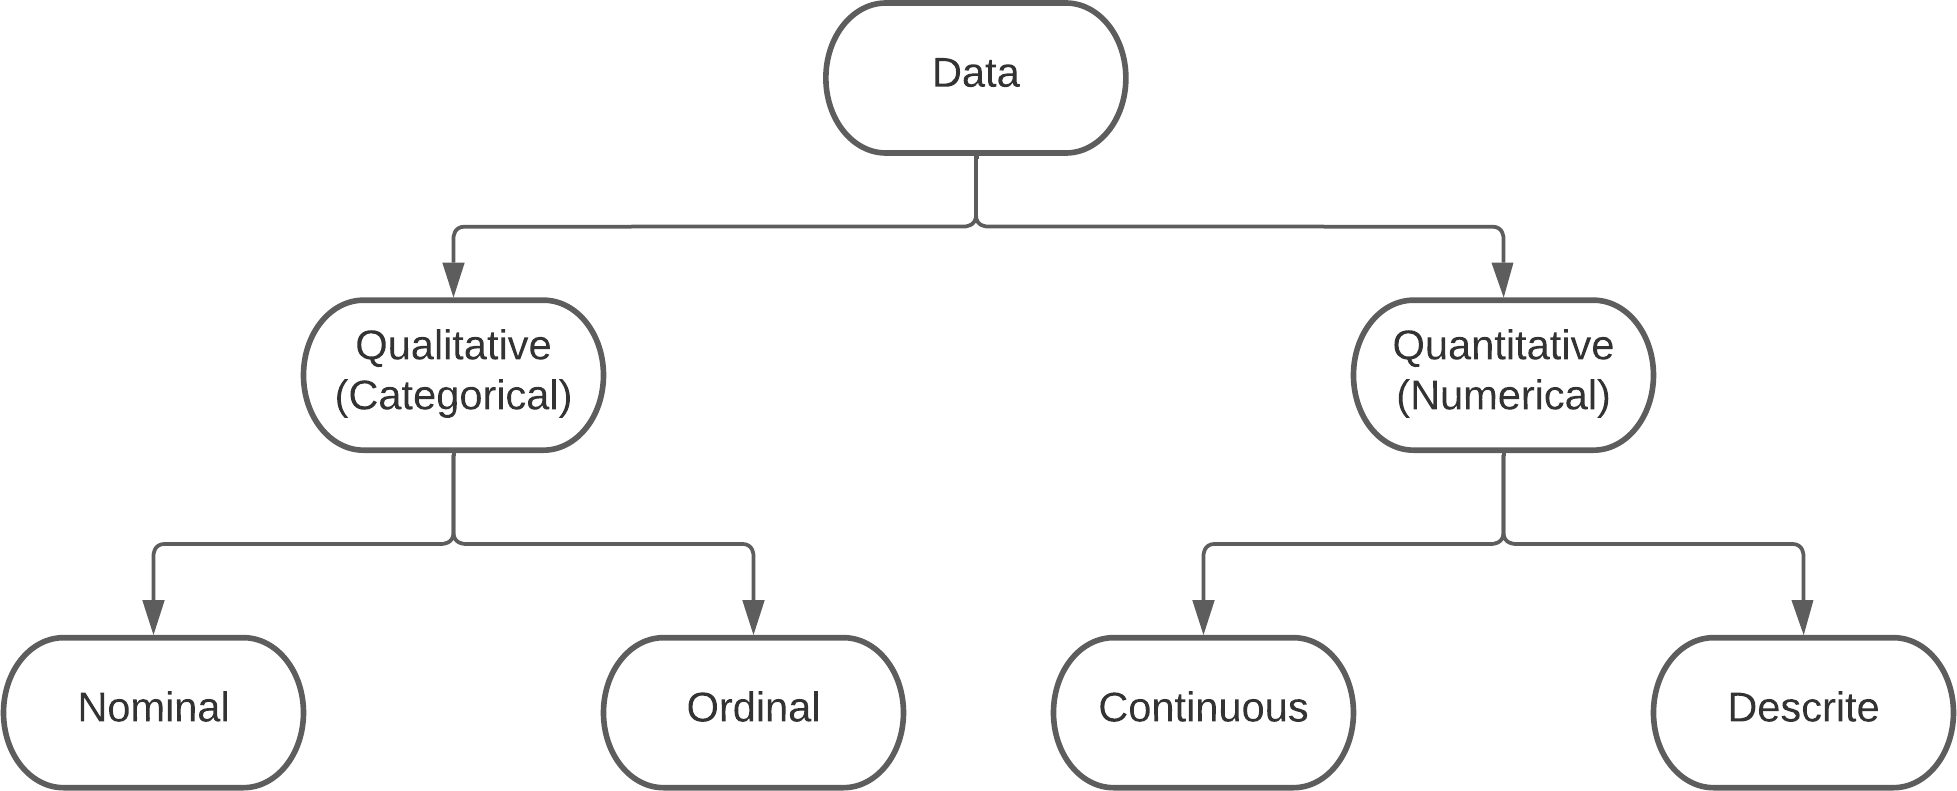 Data
Qualitative
(Categorical)
Quantitative
(Numerical)
Nominal
Ordinal
Continuous
Descrite